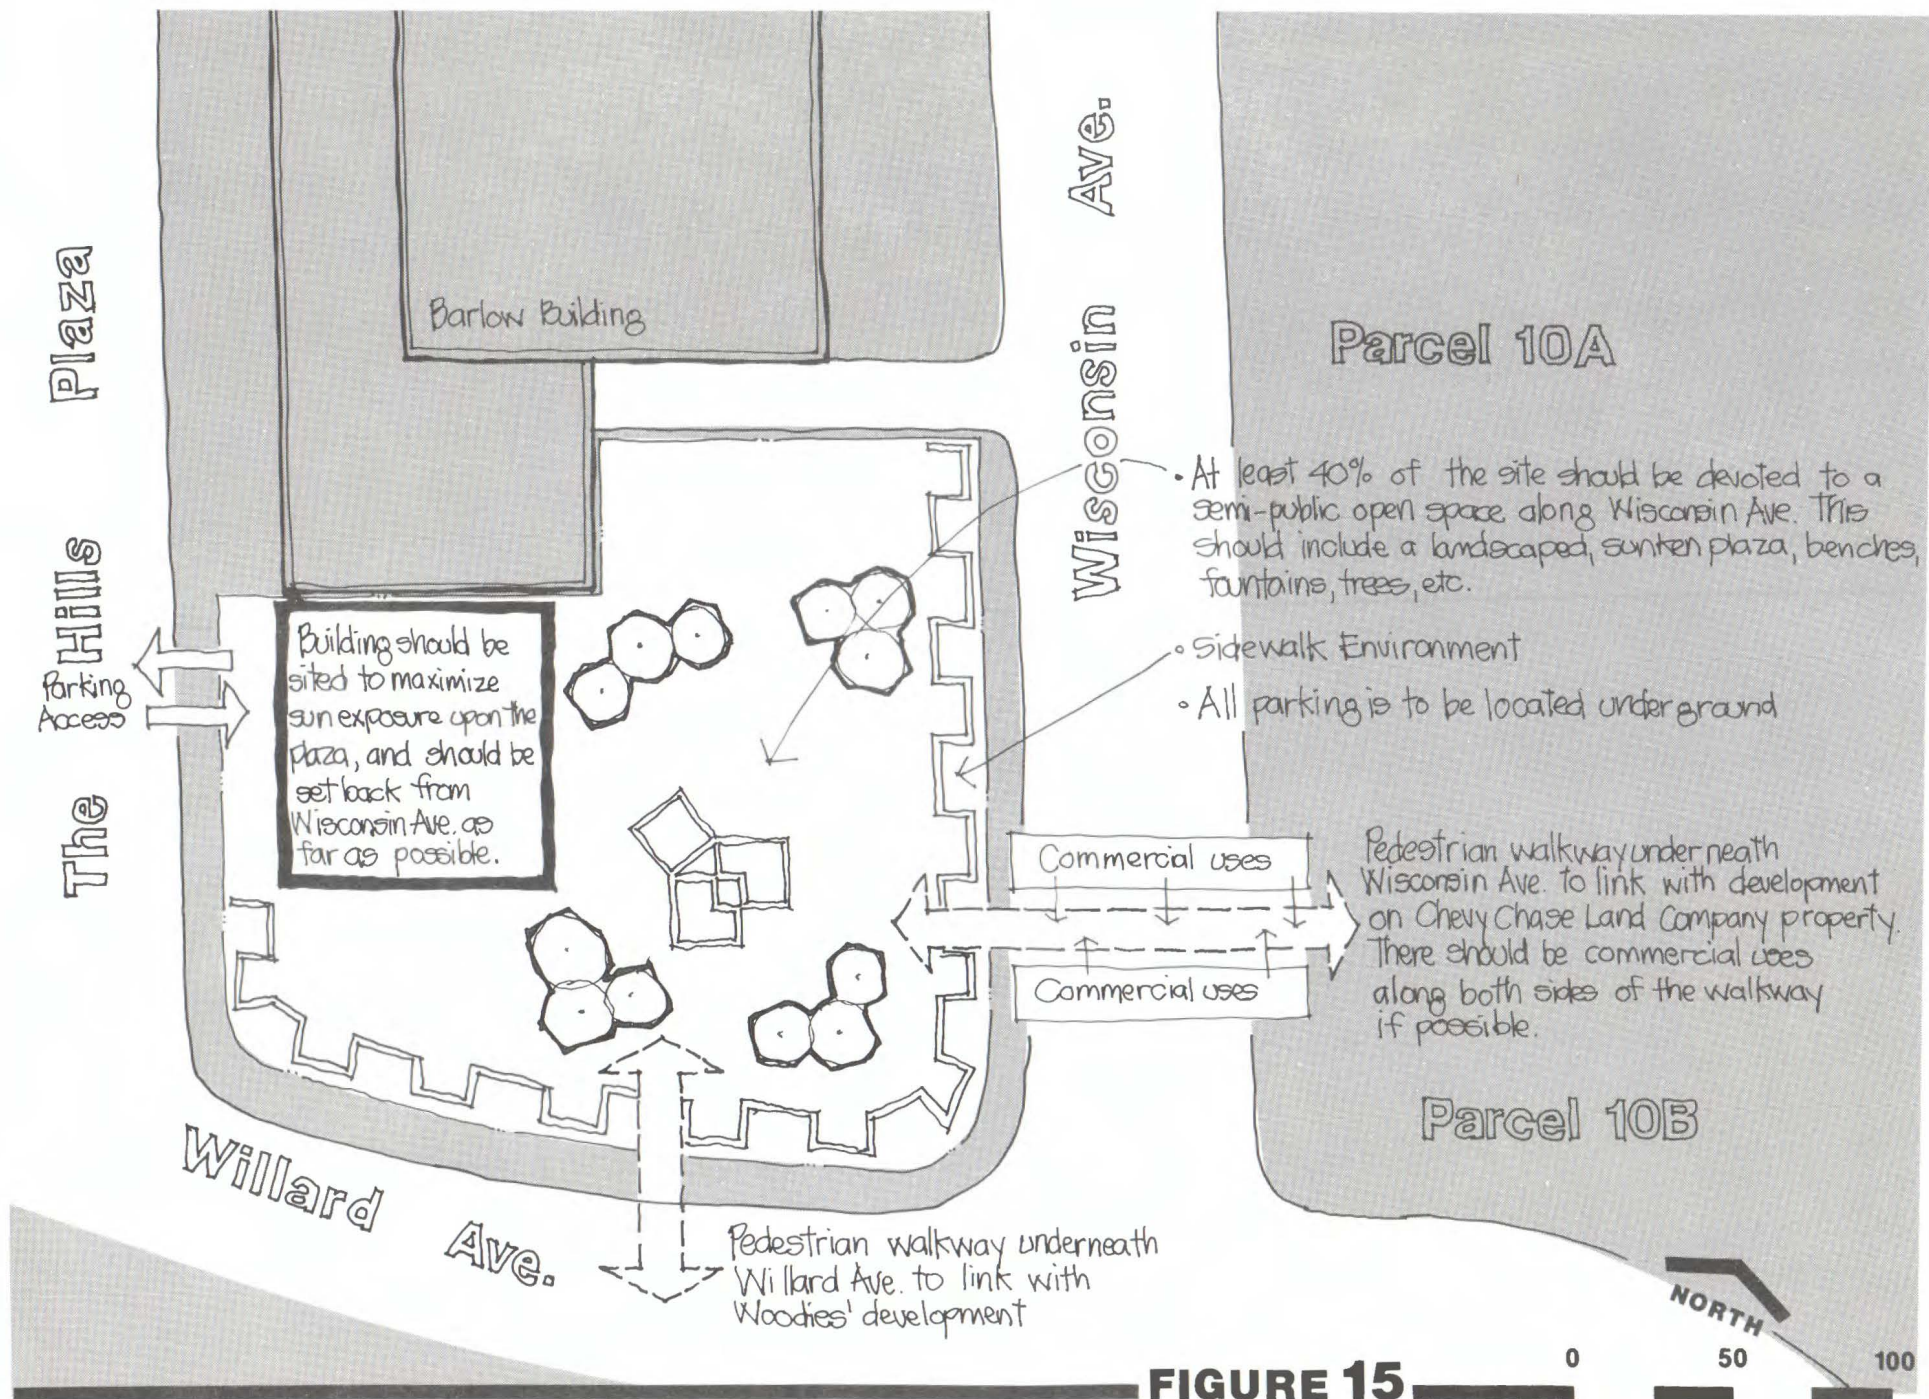 Barlow Building
The Hills Plaza
Wisconsin Ave.
Parcel 10A
• At least 40% of the site should be devoted to a
semi-public open space along Wisconsin Ave. This
should include a landscaped, sunken plaza, benches,
fountains, trees, etc.
• Sidewalk Environment
• All parking is to be located underground
Parking
Access
Building should be
sited to maximize
sun exposure upon the
plaza, and should be
set back from
Wisconsin Ave. as
far as possible.
Commercial uses
Commercial uses
Pedestrian walkway underneath
Wisconsin Ave. to link with development
on Chevy Chase Land Company property.
There should be commercial uses
along both sides of the walkway
if possible.
Parcel 10B
Willard Ave.
Pedestrian walkway underneath
Willard Ave. to link with
Woodies' development
NORTH
0 50 100
FIGURE 15